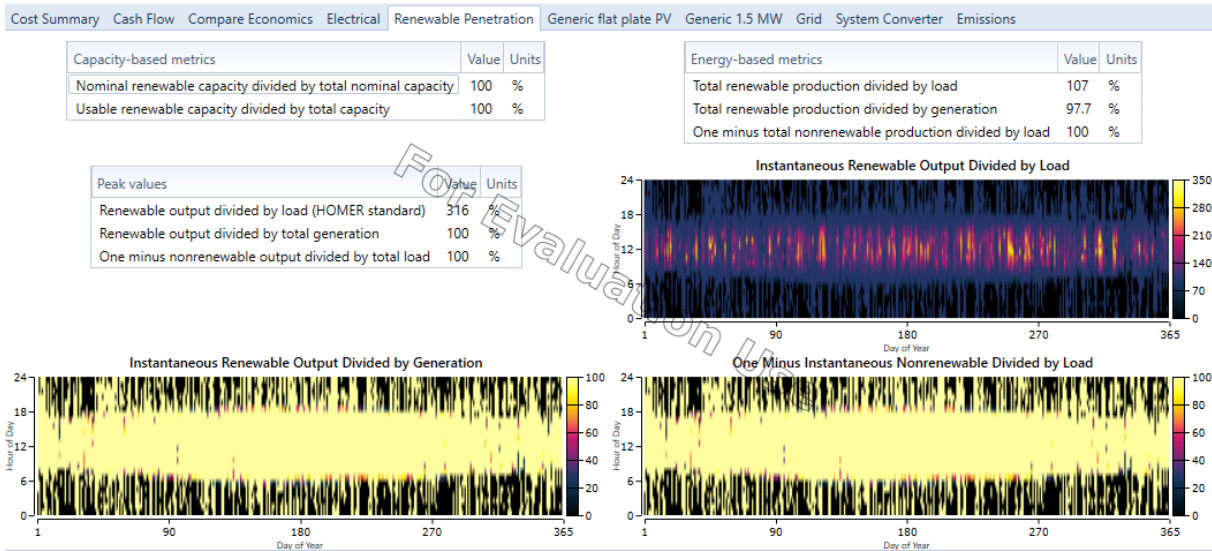 Cost Summary Cash Flow Compare Economics Electrical Renewable Penetration Generic flat plate PV Generic 1.5 MW Grid System Converter Emissions
Capacity-based metrics Value Units
Nominal renewable capacity divided by total nominal capacity 100 %
Usable renewable capacity divided by total capacity 100 %
Energy-based metrics Value Units
Total renewable production divided by load 107 %
Total renewable production divided by generation 97.7 %
One minus total nonrenewable production divided by load 100 %
Peak values Value Units
Renewable output divided by load (HOMER standard) 316 %
Renewable output divided by total generation 100 %
One minus nonrenewable output divided by total load 100 %
For Evaluation Use
Instantaneous Renewable Output Divided by Load
Hour of Day
24
18
12
6
0
1 90 180 270 365
Day of Year
350
280
210
140
70
0
Instantaneous Renewable Output Divided by Generation
Hour of Day
24
18
12
6
0
1 90 180 270 365
Day of Year
100
80
60
40
20
0
One Minus Instantaneous Nonrenewable Divided by Load
Hour of Day
24
18
12
6
0
1 90 180 270 365
Day of Year
100
80
60
40
20
0